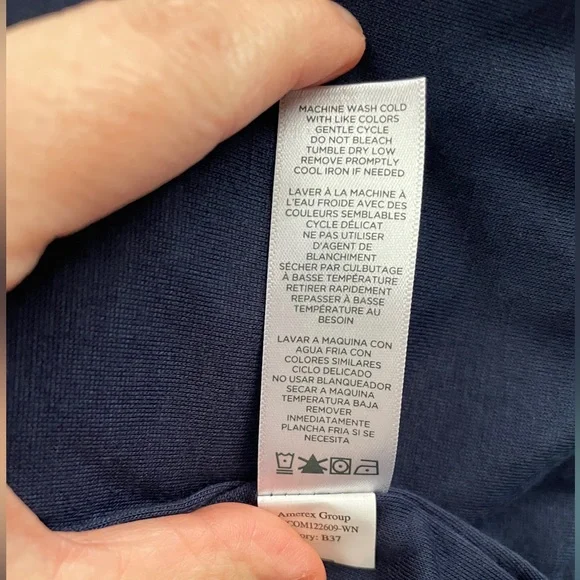 MACHINE WASH COLD
WITH LIKE COLORS
GENTLE CYCLE
DO NOT BLEACH
TUMBLE DRY LOW
REMOVE PROMPTLY
COOL IRON IF NEEDED
LAVER À LA MACHINE À
L'EAU FROIDE AVEC DES
COULEURS SEMBLABLES
CYCLE DÉLICAT
NE PAS UTILISER
D'AGENT DE
BLANCHIMENT
SÉCHER PAR CULBUTAGE
À BASSE TEMPÉRATURE
RETIRER RAPIDEMENT
REPASSER À BASSE
TEMPÉRATURE AU
BESOIN
LAVAR A MAQUINA CON
AGUA FRIA CON
COLORES SIMILARES
CICLO DELICADO
NO USAR BLANQUEADOR
SECAR A MAQUINA
TEMPERATURA BAJA
REMOVER
INMEDIATAMENTE
PLANCHA FRIA SI SE
NECESITA
Amerex Group
COM122609-WN
B37